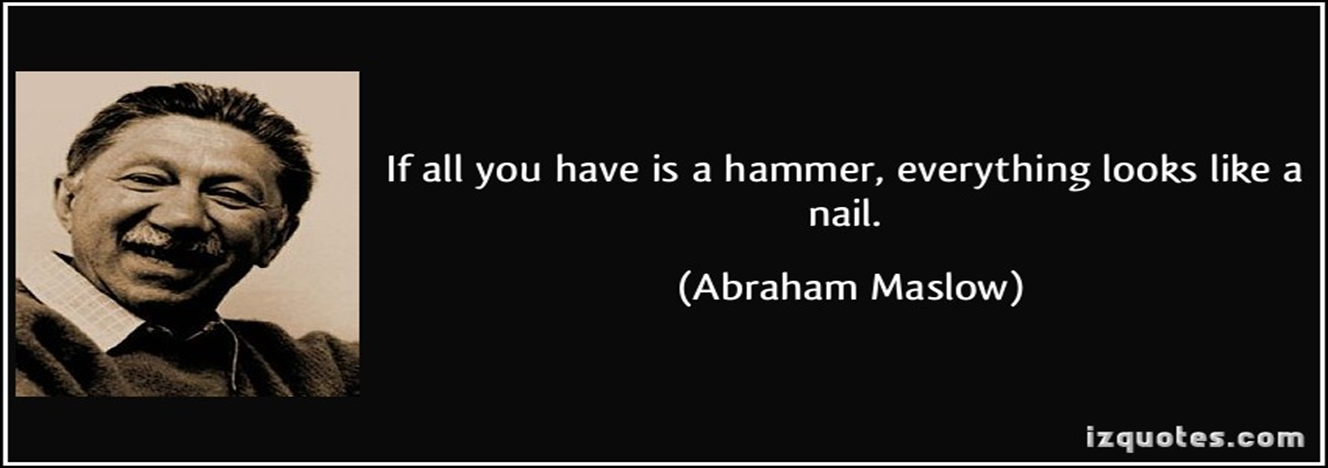 If all you have is a hammer, everything looks like a
nail.
(Abraham Maslow)
izquotes.com